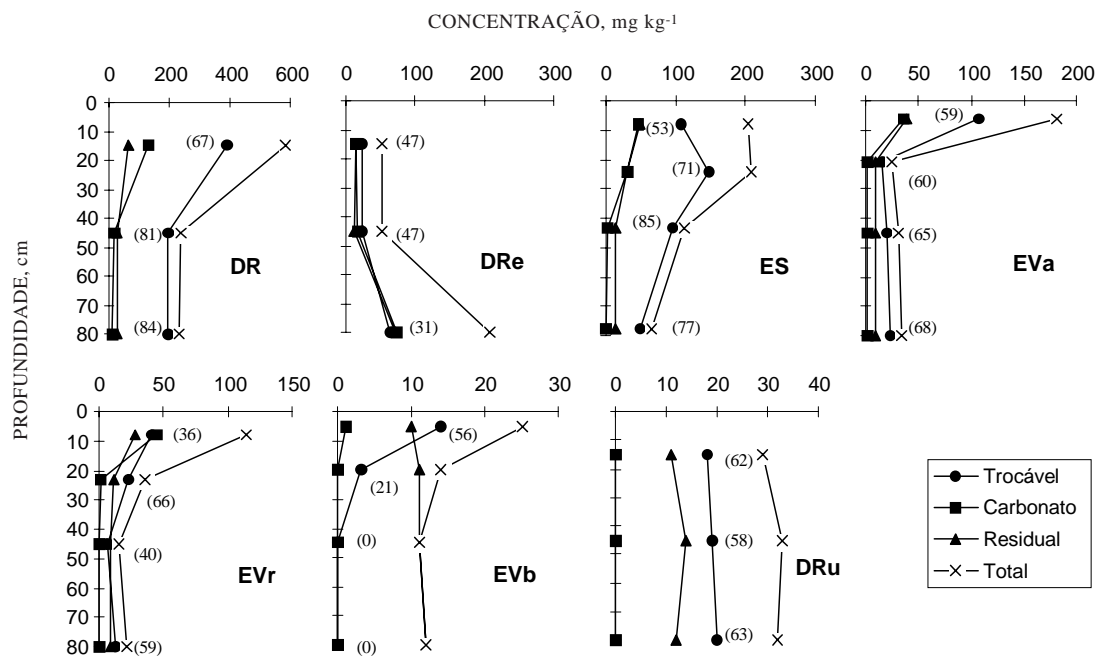 CONCENTRAÇÃO, mg kg-1
0 200 400 600
0 100 200 300
0 100 200 300
0 50 100 150 200
PROFUNDIDADE, cm
0
10
20
30
40
50
60
70
80
(67)
(81)
(84)
DR
(47)
(47)
(31)
DRe
(53)
(71)
(85)
(77)
ES
(59)
(60)
(65)
(68)
EVa
0 50 100 150
0 10 20 30
0 10 20 30 40
0
10
20
30
40
50
60
70
80
(36)
(66)
(40)
(59)
EVr
(56)
(21)
(0)
(0)
EVb
(62)
(58)
(63)
DRu
Trocável
Carbonato
Residual
Total